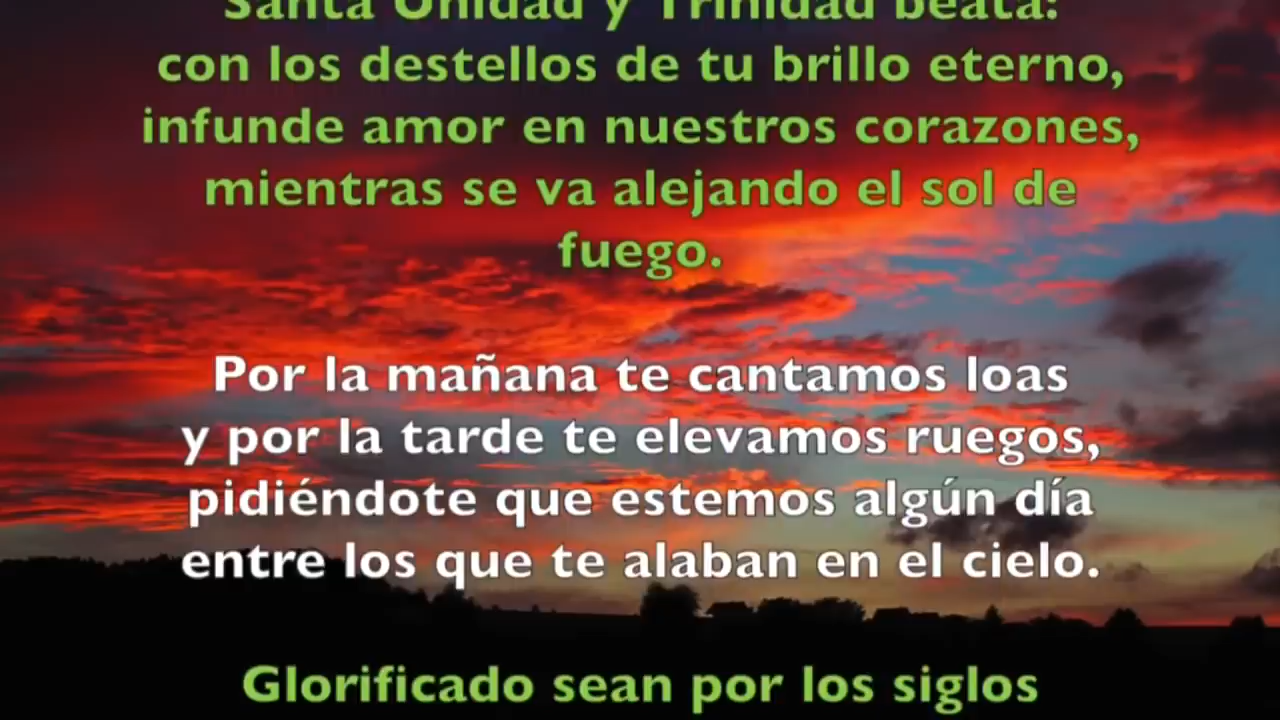 Santa Unidad y Trinidad beata:
con los destellos de tu brillo eterno,
infunde amor en nuestros corazones,
mientras se va alejando el sol de
fuego.
Por la mañana te cantamos loas
y por la tarde te elevamos ruegos,
pidiéndote que estemos algún día
entre los que te alaban en el cielo.
Glorificado sean por los siglos